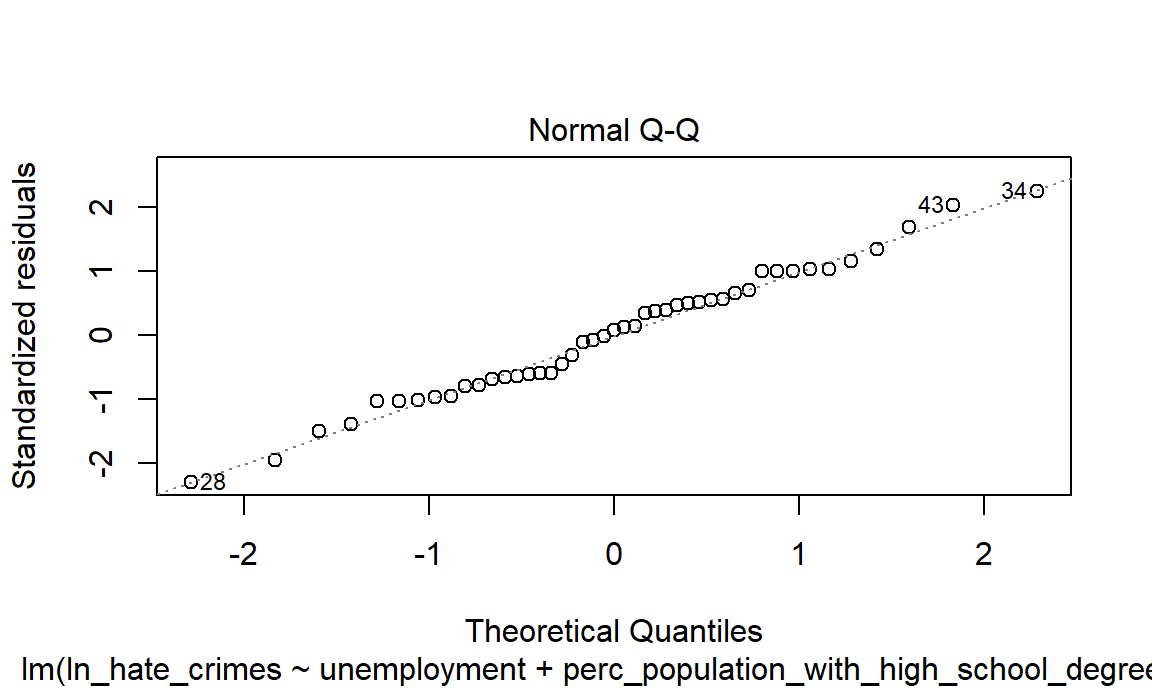 Normal Q-Q
Standardized residuals
2
1
0
-1
-2
43
34
28
-2 -1 0 1 2
Theoretical Quantiles
lm(ln_hate_crimes ~ unemployment + perc_population_with_high_school_degree